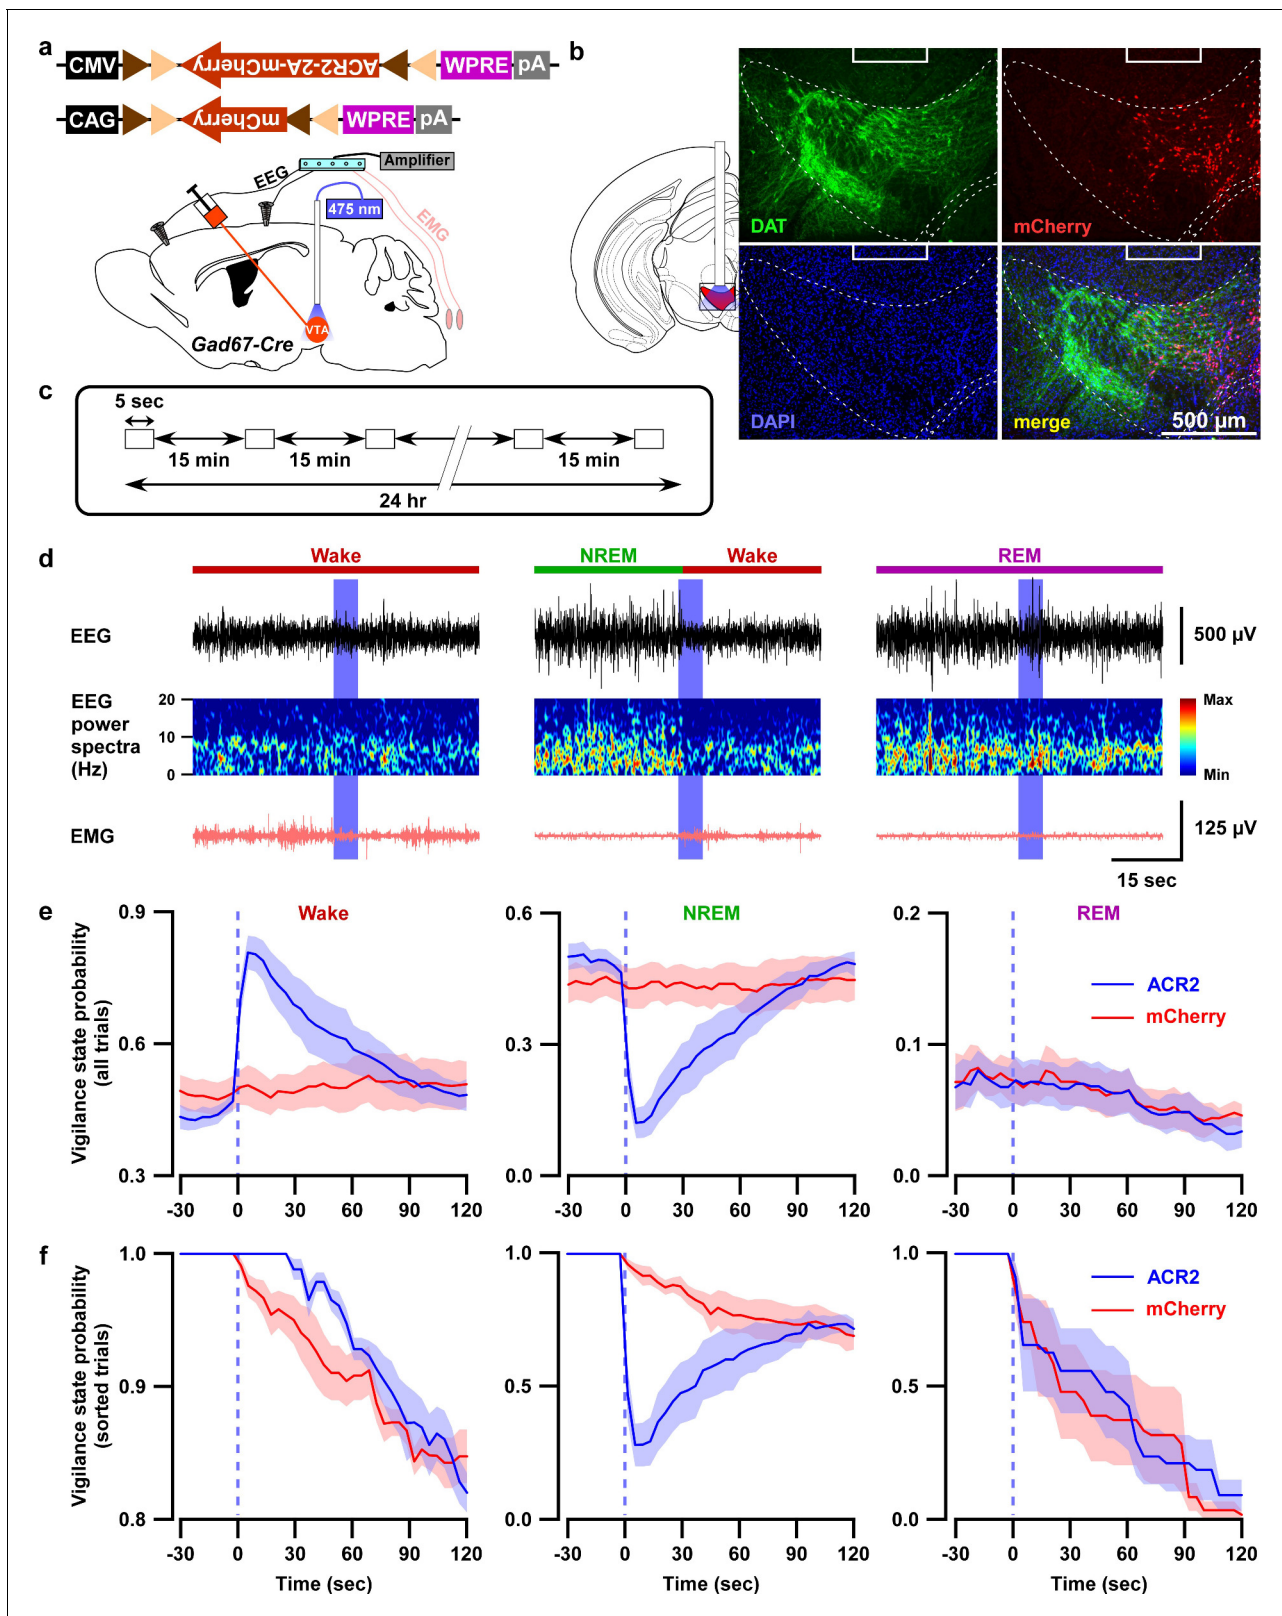 a
CMV
ACR2-2A-mCherry
WPRE
pA
CAG
mCherry
WPRE
pA
Amplifier
EEG
475 nm
EMG
VTA
Gad67-Cre
b
DAT
mCherry
DAPI
merge
500 µm
c
5 sec
15 min
15 min
15 min
24 hr
d
Wake
NREM
Wake
REM
EEG
500 µV
EEG
power
spectra
(Hz)
20
10
0
Max
Min
EMG
125 µV
15 sec
e
Vigilance state probability
(all trials)
Wake
0.9
0.6
0.3
-30 0 30 60 90 120
NREM
0.6
0.3
0.0
-30 0 30 60 90 120
REM
0.2
0.1
0.0
-30 0 30 60 90 120
ACR2
mCherry
f
Vigilance state probability
(sorted trials)
1.0
0.9
0.8
-30 0 30 60 90 120
Time (sec)
1.0
0.5
0.0
-30 0 30 60 90 120
Time (sec)
1.0
0.5
0.0
-30 0 30 60 90 120
Time (sec)
ACR2
mCherry